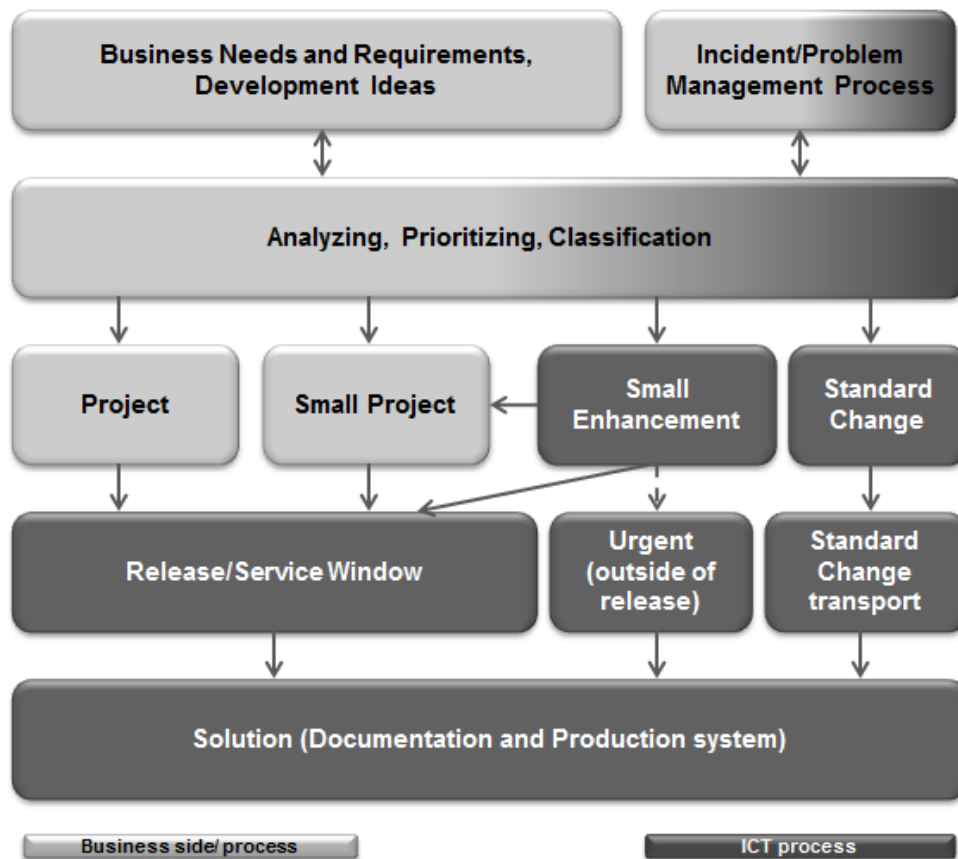 Business Needs and Requirements,
Development Ideas
Incident/Problem
Management Process
Analyzing, Prioritizing, Classification
Project
Small Project
Small
Enhancement
Standard
Change
Release/Service Window
Urgent
(outside of
release)
Standard
Change
transport
Solution (Documentation and Production system)
Business side/process
ICT process